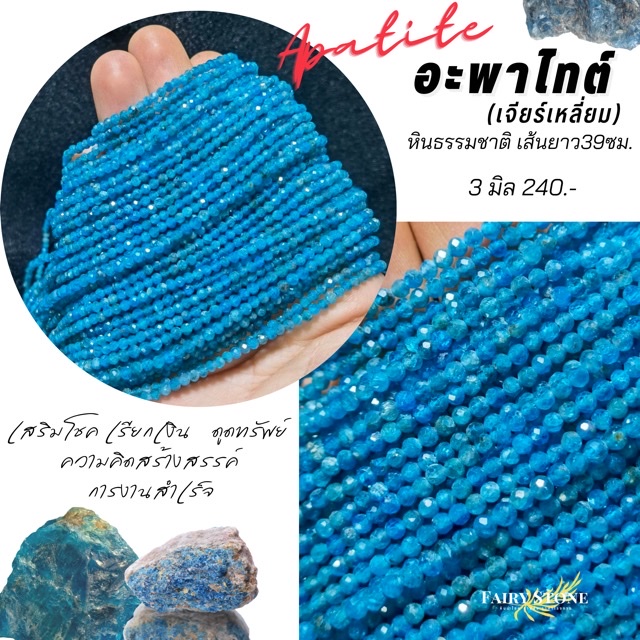 Apatite
อะพาไทต์
(เจียร์เหลี่ยม)
หินธรรมชาติ เส้นยาว39ซม.
3 มิล 240.-
เสริมโชค เรียกเงิน ดูดทรัพย์
ความคิดสร้างสรรค์
การงานสำเร็จ
FAIRY STONE